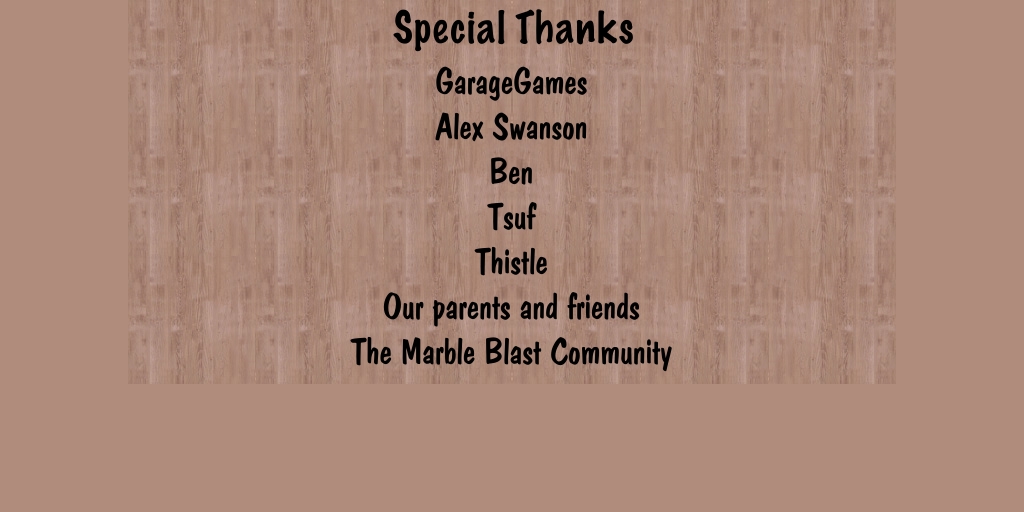 Special Thanks
GarageGames
Alex Swanson
Ben
Tsuf
Thistle
Our parents and friends
The Marble Blast Community